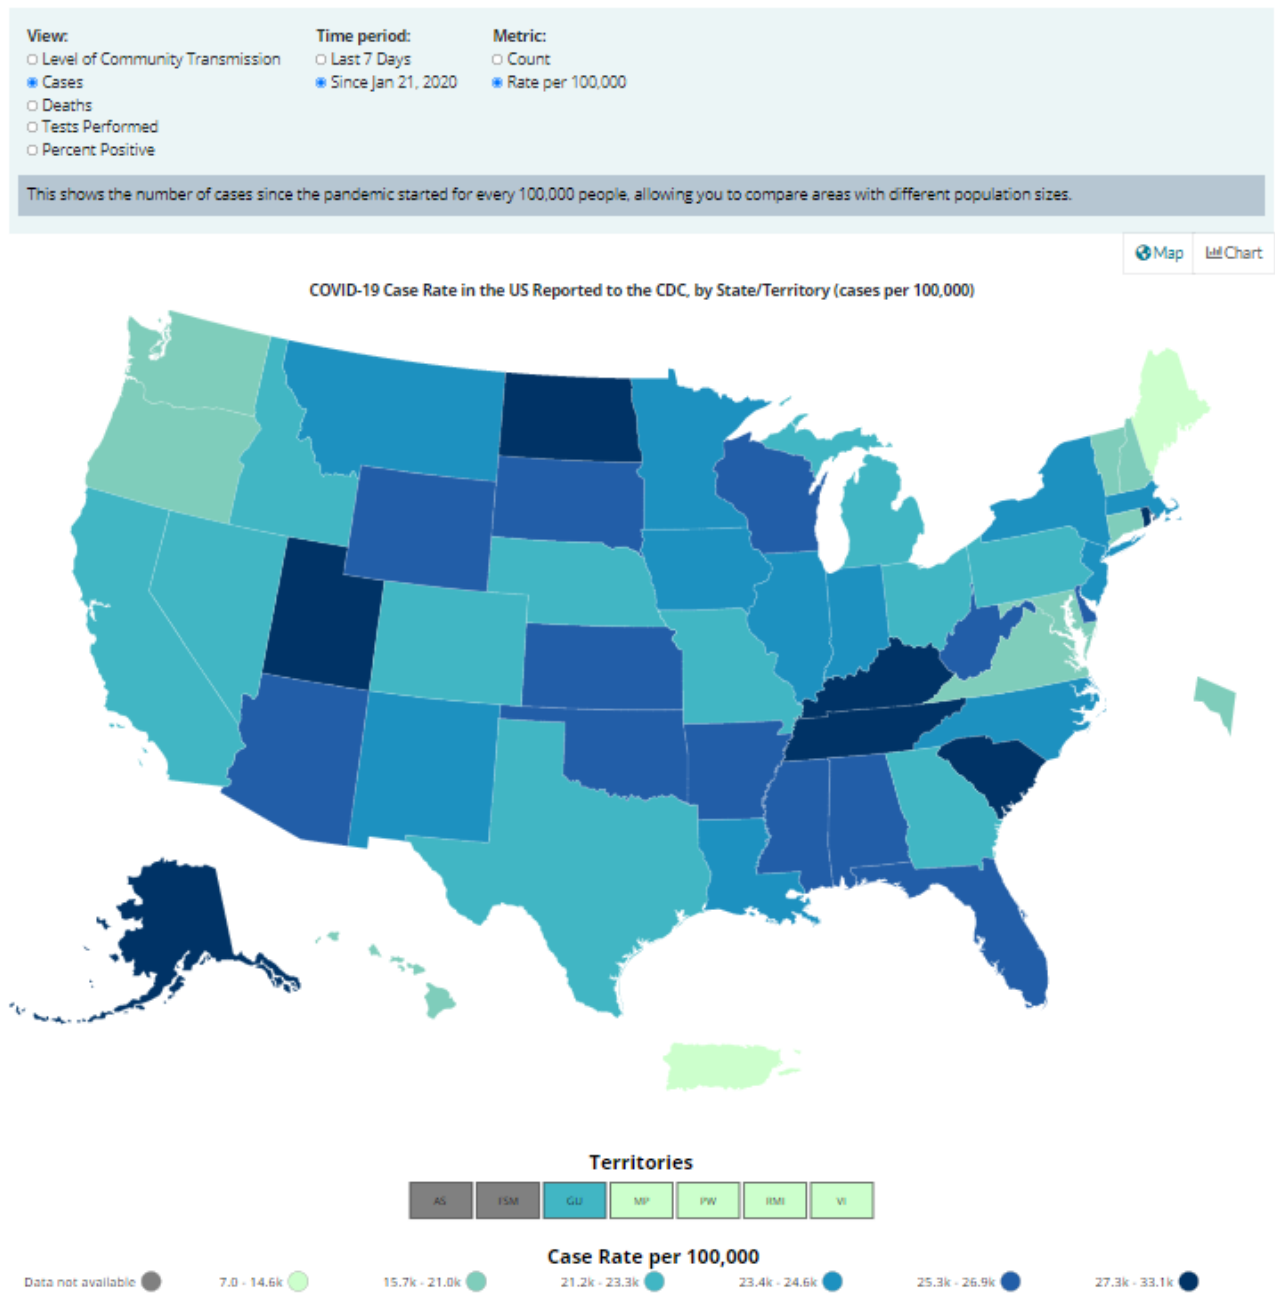 View: Time period: Metric:
Level of Community Transmission Last 7 Days Count
Cases Since Jan 21, 2020 Rate per 100,000
Deaths
Tests Performed
Percent Positive
This shows the number of cases since the pandemic started for every 100,000 people, allowing you to compare areas with different population sizes.
Map Chart
COVID-19 Case Rate in the US Reported to the CDC, by State/Territory (cases per 100,000)
Territories
AS FSM GU MP PW RMI VI
Case Rate per 100,000
Data not available 7.0 - 14.6k 15.7k - 21.0k 21.2k - 23.3k 23.4k - 24.6k 25.3k - 26.9k 27.3k - 33.1k